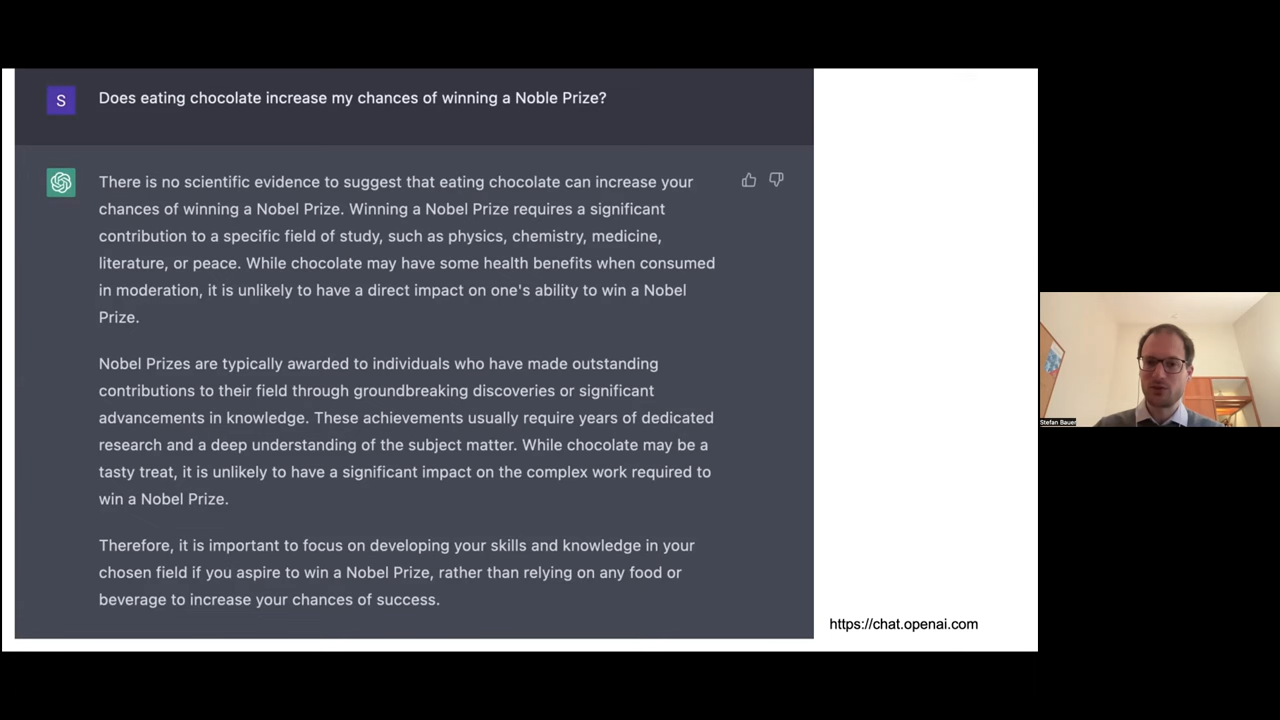 S
Does eating chocolate increase my chances of winning a Noble Prize?
There is no scientific evidence to suggest that eating chocolate can increase your
chances of winning a Nobel Prize. Winning a Nobel Prize requires a significant
contribution to a specific field of study, such as physics, chemistry, medicine,
literature, or peace. While chocolate may have some health benefits when consumed
in moderation, it is unlikely to have a direct impact on one's ability to win a Nobel
Prize.
Nobel Prizes are typically awarded to individuals who have made outstanding
contributions to their field through groundbreaking discoveries or significant
advancements in knowledge. These achievements usually require years of dedicated
research and a deep understanding of the subject matter. While chocolate may be a
tasty treat, it is unlikely to have a significant impact on the complex work required to
win a Nobel Prize.
Therefore, it is important to focus on developing your skills and knowledge in your
chosen field if you aspire to win a Nobel Prize, rather than relying on any food or
beverage to increase your chances of success.
https://chat.openai.com
Stefan Bauer